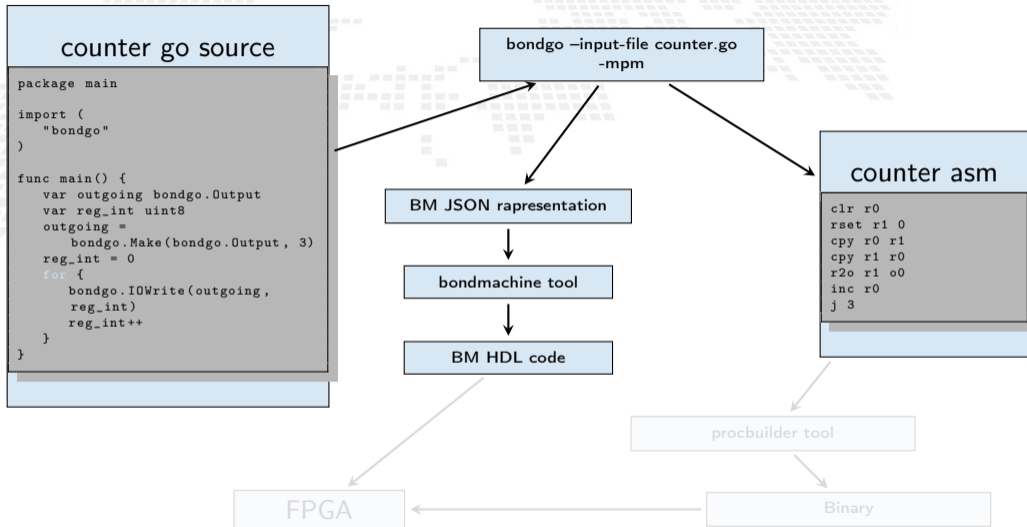 counter go source
package main
import (
"bondgo"
)
func main() {
var outgoing bondgo.Output
var reg_int uint8
outgoing =
bondgo.Make(bondgo.Output, 3)
reg_int = 0
for {
bondgo.IOWrite(outgoing,
reg_int)
reg_int++
}
}
bondgo –input-file counter.go
-mpm
BM JSON rapresentation
bondmachine tool
BM HDL code
counter asm
clr r0
rset r1 0
cpy r0 r1
cpy r1 r0
r2o r1 o0
inc r0
j 3
procbuilder tool
FPGA
Binary